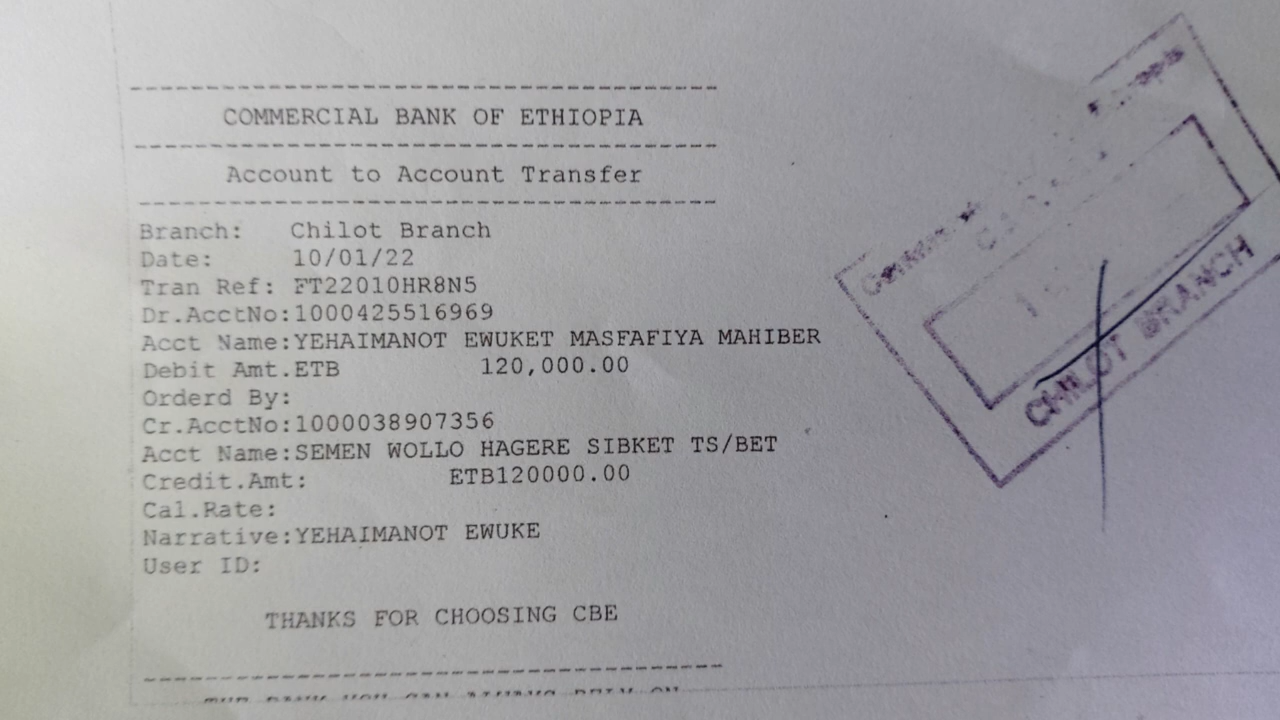 COMMERCIAL BANK OF ETHIOPIA
Account to Account Transfer
Branch: Chilot Branch
Date: 10/01/22
Tran Ref: FT22010HR8N5
Dr.AcctNo:1000425516969
Acct Name:YEHAIMANOT EWUKET MASFAFIYA MAHIBER
Debit Amt.ETB 120,000.00
Orderd By:
Cr.AcctNo:1000038907356
Acct Name:SEMEN WOLLO HAGERE SIBKET TS/BET
Credit.Amt: ETB120000.00
Cal.Rate:
Narrative:YEHAIMANOT EWUKE
User ID:
THANKS FOR CHOOSING CBE
CHILOT BRANCH